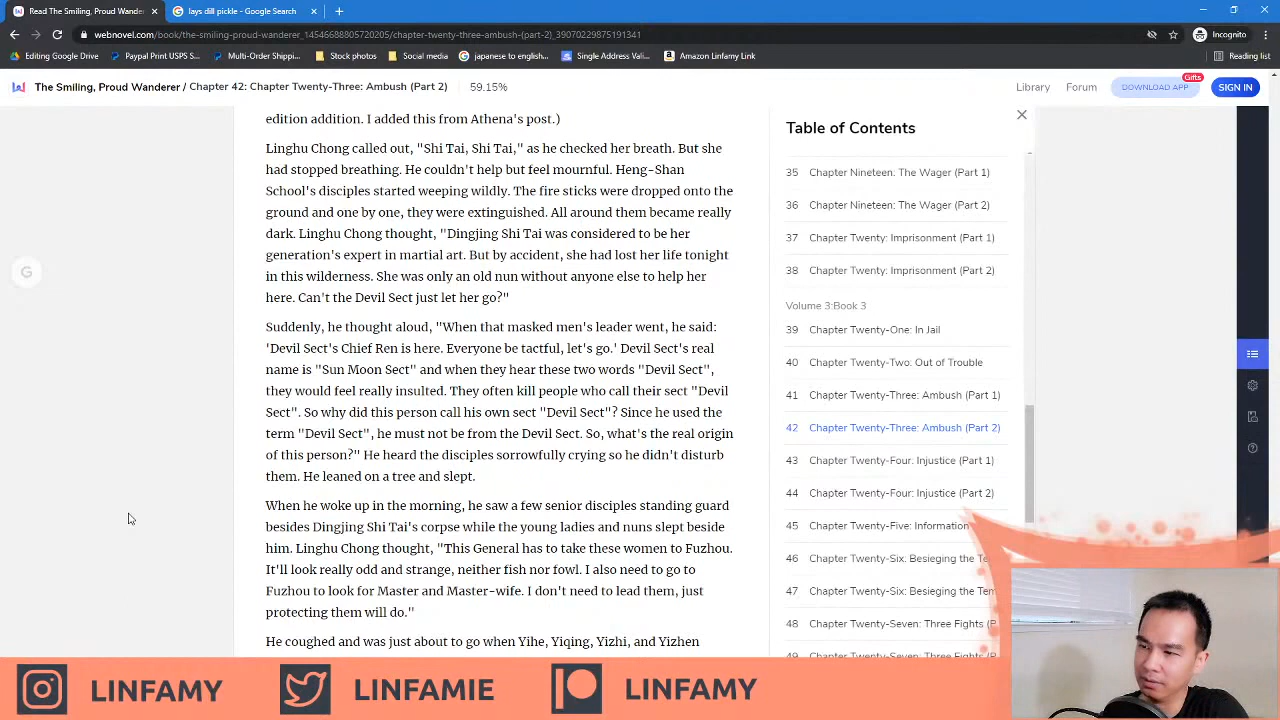 Read The Smiling, Proud Wander
lays dill pickle - Google Search
webnovel.com/book/the-smiling-proud-wanderer_14546688805720205/chapter-twenty-three-ambush-(part-2)_39070229875191341
Incognito
Editing Google Drive
Paypal Print USPS S...
Multi-Order Shippi...
Stock photos
Social media
japanese to english...
Single Address Vali...
Amazon Linfamy Link
Reading list
The Smiling, Proud Wanderer / Chapter 42: Chapter Twenty-Three: Ambush (Part 2) 59.15%
Library
Forum
DOWNLOAD APP
Gifts
SIGN IN
edition addition. I added this from Athena's post.)
Linghu Chong called out, "Shi Tai, Shi Tai," as he checked her breath. But she
had stopped breathing. He couldn't help but feel mournful. Heng-Shan
School's disciples started weeping wildly. The fire sticks were dropped onto the
ground and one by one, they were extinguished. All around them became really
dark. Linghu Chong thought, "Dingjing Shi Tai was considered to be her
generation's expert in martial art. But by accident, she had lost her life tonight
in this wilderness. She was only an old nun without anyone else to help her
here. Can't the Devil Sect just let her go?"
Suddenly, he thought aloud, "When that masked men's leader went, he said:
'Devil Sect's Chief Ren is here. Everyone be tactful, let's go.' Devil Sect's real
name is "Sun Moon Sect" and when they hear these two words "Devil Sect",
they would feel really insulted. They often kill people who call their sect "Devil
Sect". So why did this person call his own sect "Devil Sect"? Since he used the
term "Devil Sect", he must not be from the Devil Sect. So, what's the real origin
of this person?" He heard the disciples sorrowfully crying so he didn't disturb
them. He leaned on a tree and slept.
When he woke up in the morning, he saw a few senior disciples standing guard
besides Dingjing Shi Tai's corpse while the young ladies and nuns slept beside
him. Linghu Chong thought, "This General has to take these women to Fuzhou.
It'll look really odd and strange, neither fish nor fowl. I also need to go to
Fuzhou to look for Master and Master-wife. I don't need to lead them, just
protecting them will do."
He coughed and was just about to go when Yihe, Yiqing, Yizhi, and Yizhen
Table of Contents
35 Chapter Nineteen: The Wager (Part 1)
36 Chapter Nineteen: The Wager (Part 2)
37 Chapter Twenty: Imprisonment (Part 1)
38 Chapter Twenty: Imprisonment (Part 2)
Volume 3:Book 3
39 Chapter Twenty-One: In Jail
40 Chapter Twenty-Two: Out of Trouble
41 Chapter Twenty-Three: Ambush (Part 1)
42 Chapter Twenty-Three: Ambush (Part 2)
43 Chapter Twenty-Four: Injustice (Part 1)
44 Chapter Twenty-Four: Injustice (Part 2)
45 Chapter Twenty-Five: Information
46 Chapter Twenty-Six: Besieging the Te
47 Chapter Twenty-Six: Besieging the Tem
48 Chapter Twenty-Seven: Three Fights (P
49 Chapter Twenty-Seven: Three Fights (P
G
LINFAMY
LINFAMIE
LINFAMY